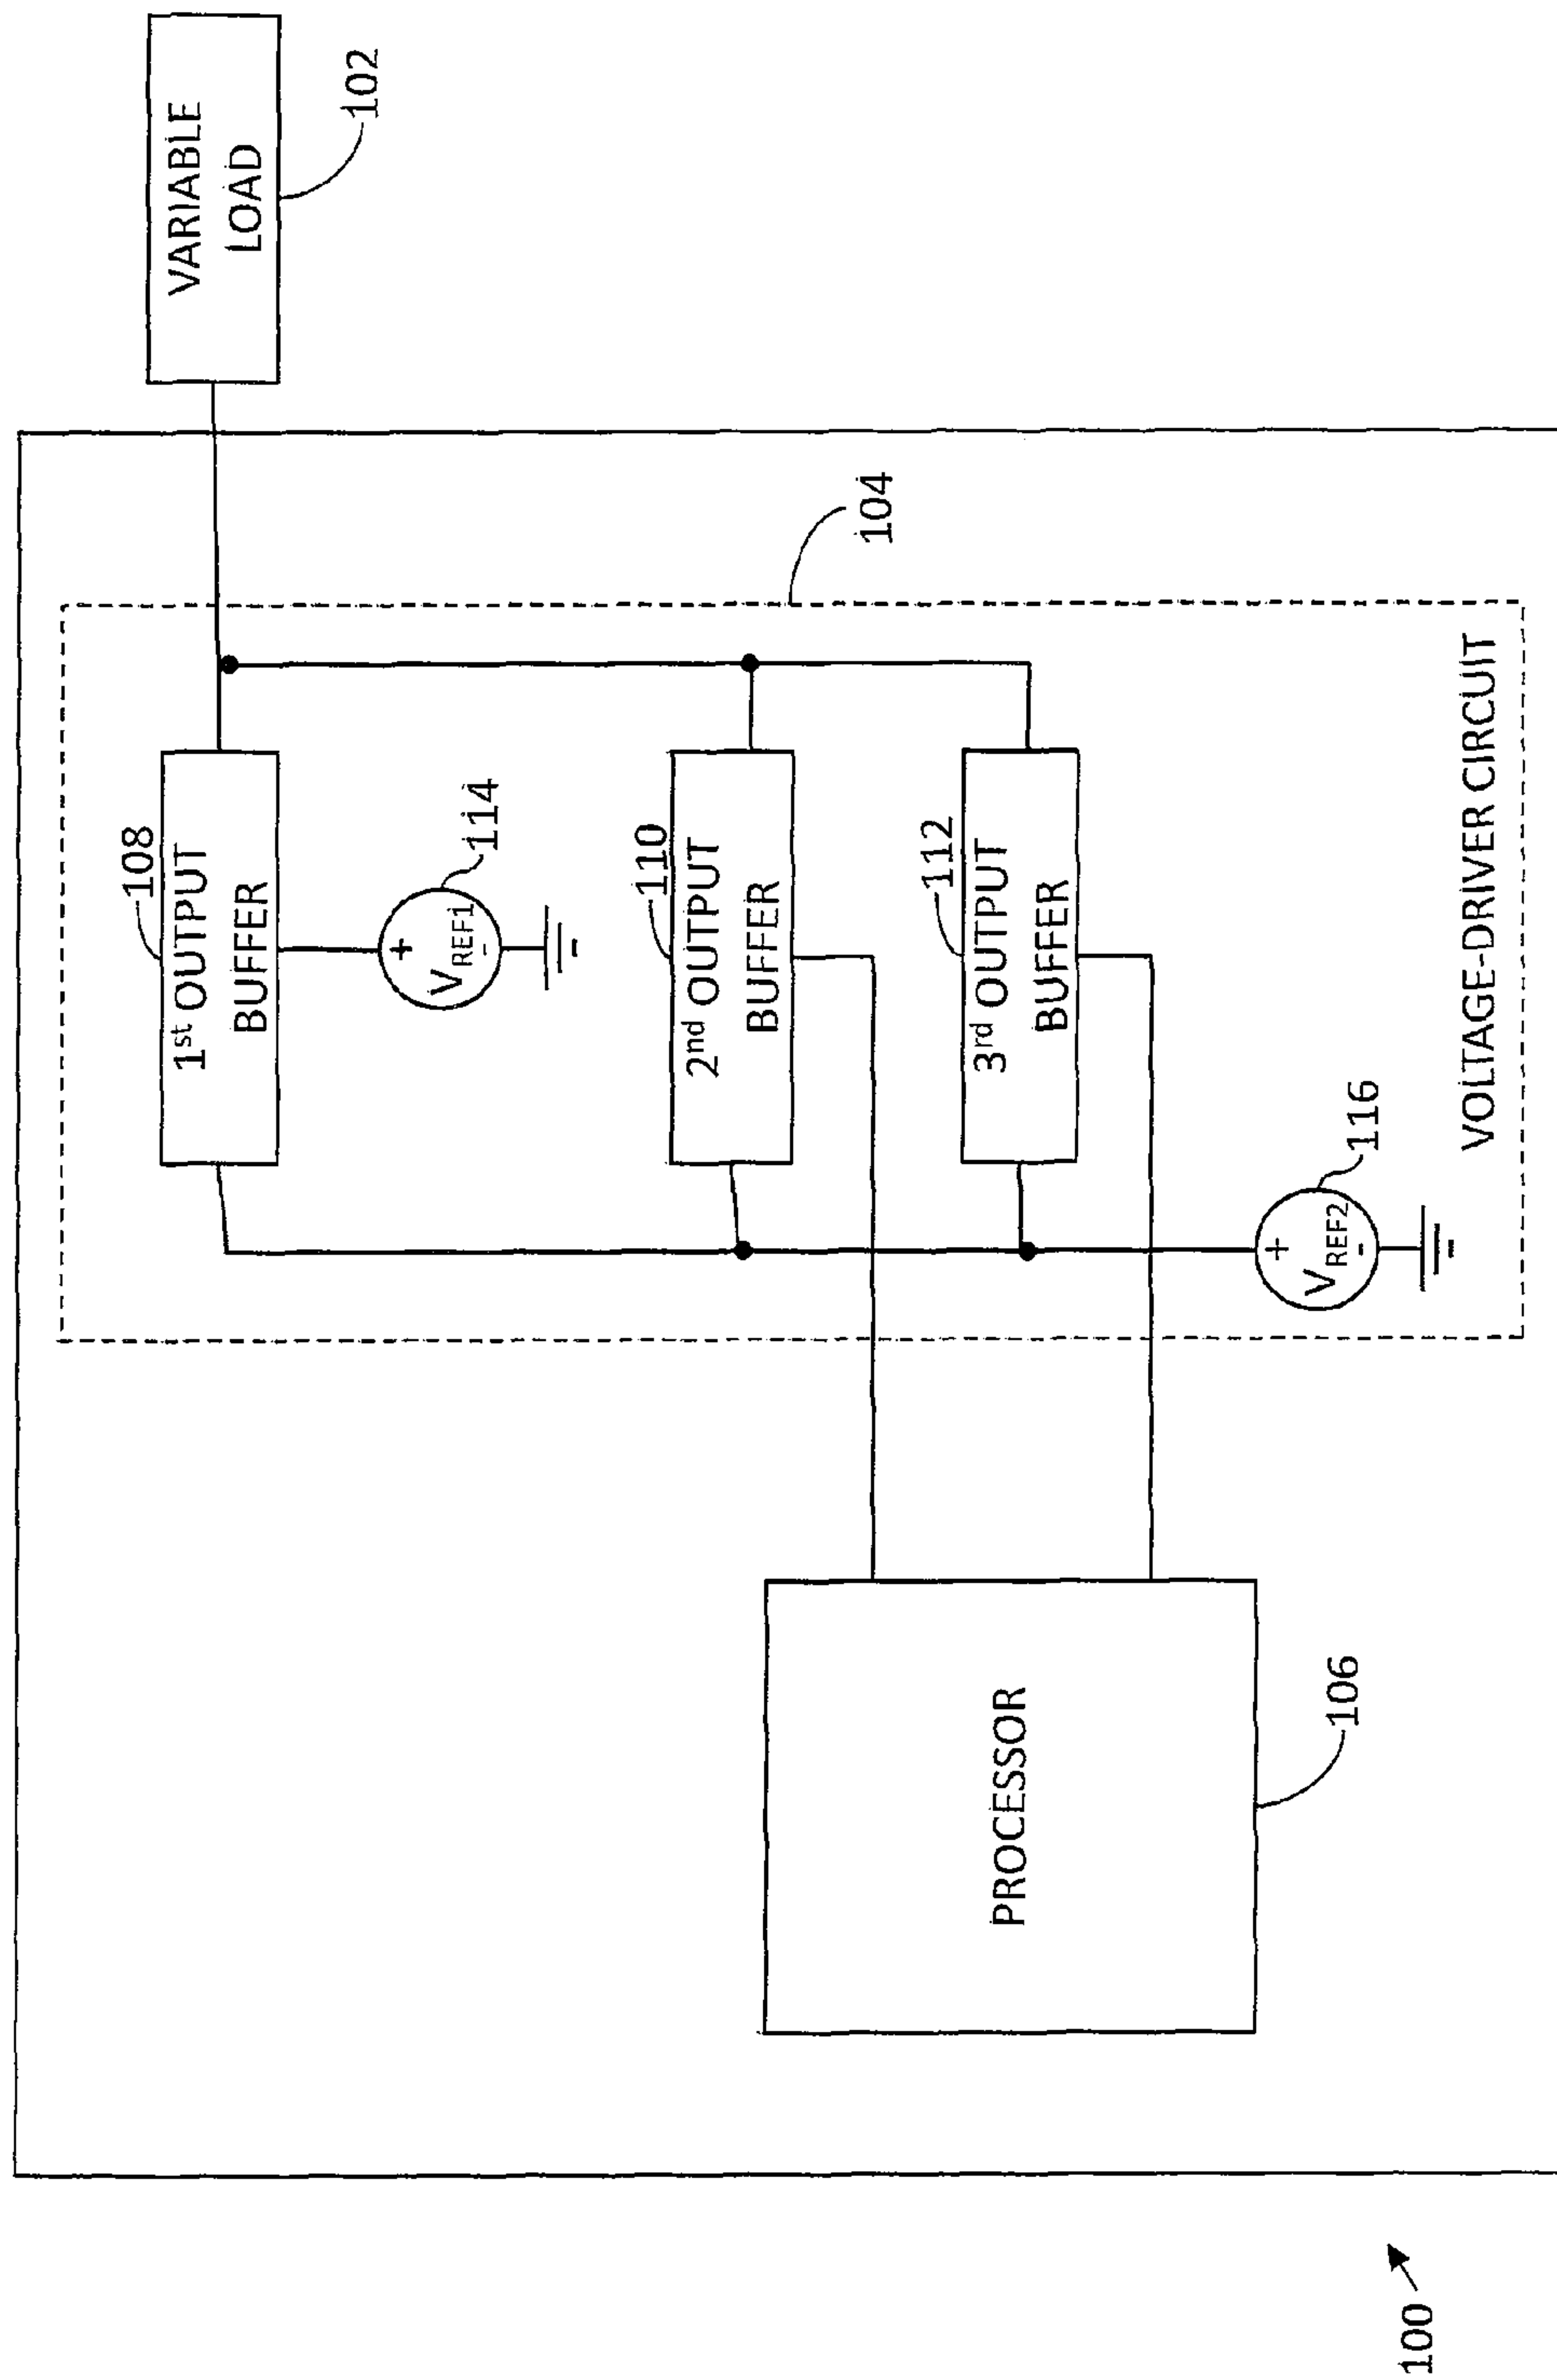 VARIABLE
LOAD
102
104
108
1st OUTPUT
BUFFER
+
VREF1
-
114
110
2nd OUTPUT
BUFFER
112
3rd OUTPUT
BUFFER
+
VREF2
-
116
VOLTAGE-DRIVER CIRCUIT
PROCESSOR
106
100